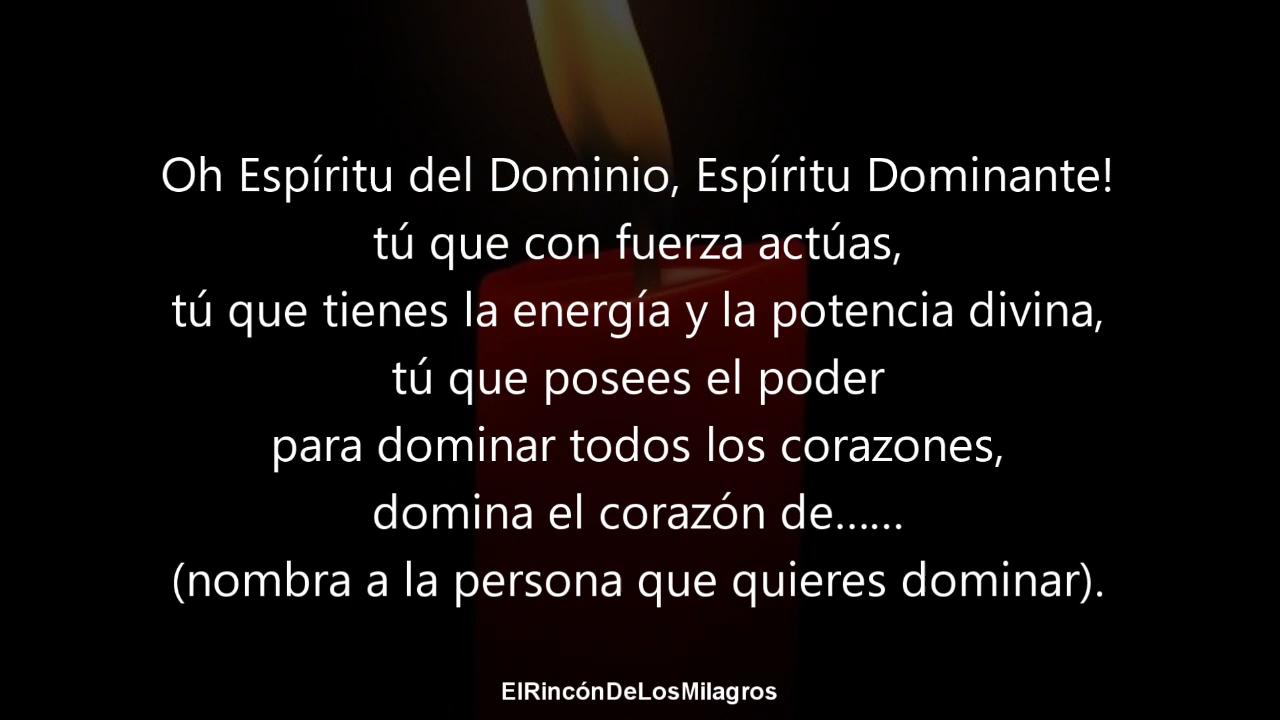 Oh Espíritu del Dominio, Espíritu Dominante!
tú que con fuerza actúas,
tú que tienes la energía y la potencia divina,
tú que posees el poder
para dominar todos los corazones,
domina el corazón de......
(nombra a la persona que quieres dominar).
ElRincónDeLosMilagros